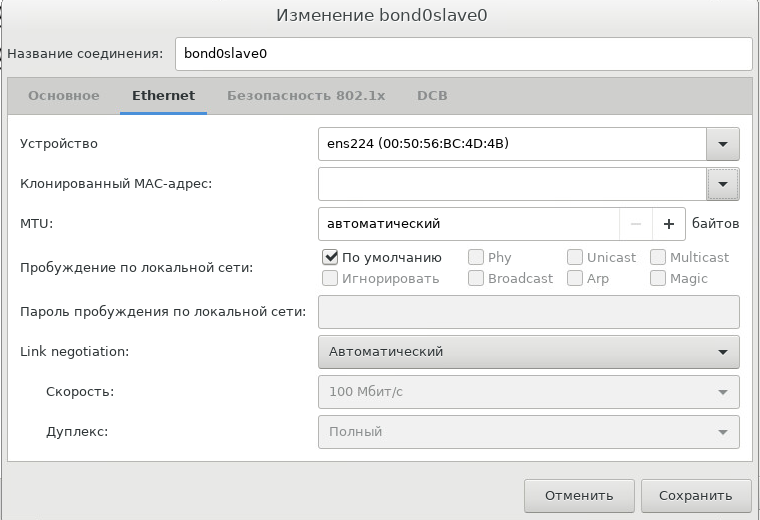 Изменение bond0slave0
Название соединения: bond0slave0
Основное Ethernet Безопасность 802.1x DCB
Устройство ens224 (00:50:56:BC:4D:4B)
Клонированный MAC-адрес:
MTU: автоматический − + байтов
Пробуждение по локальной сети: По умолчанию Phy Unicast Multicast
Игнорировать Broadcast Arp Magic
Пароль пробуждения по локальной сети:
Link negotiation: Автоматический
Скорость: 100 Мбит/с
Дуплекс: Полный
Отменить Сохранить